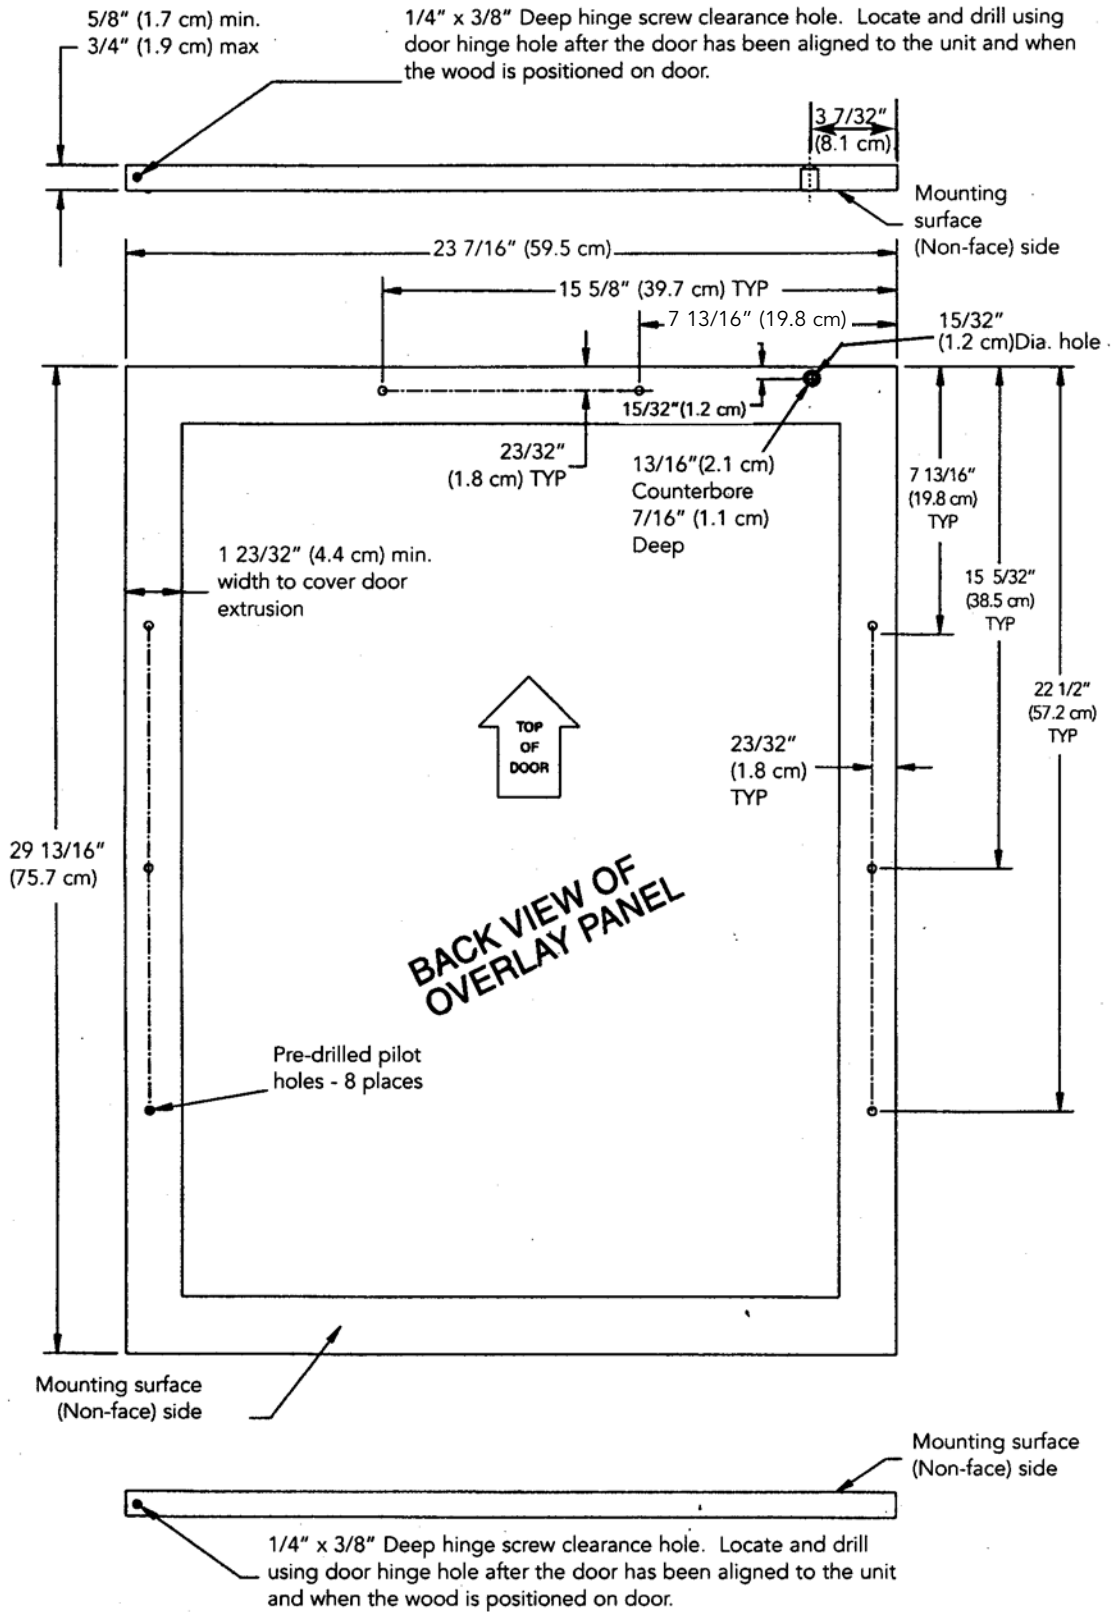 5/8" (1.7 cm) min.
3/4" (1.9 cm) max
1/4" x 3/8" Deep hinge screw clearance hole. Locate and drill using
door hinge hole after the door has been aligned to the unit and when
the wood is positioned on door.
3 7/32"
(8.1 cm)
Mounting
surface
(Non-face) side
23 7/16" (59.5 cm)
15 5/8" (39.7 cm) TYP
7 13/16" (19.8 cm)
15/32"
(1.2 cm)Dia. hole
15/32"(1.2 cm)
23/32"
(1.8 cm) TYP
13/16"(2.1 cm)
Counterbore
7/16" (1.1 cm)
Deep
7 13/16"
(19.8 cm)
TYP
1 23/32" (4.4 cm) min.
width to cover door
extrusion
15 5/32"
(38.5 cm)
TYP
22 1/2"
(57.2 cm)
TYP
TOP
OF
DOOR
23/32"
(1.8 cm)
TYP
29 13/16"
(75.7 cm)
BACK VIEW OF
OVERLAY PANEL
Pre-drilled pilot
holes - 8 places
Mounting surface
(Non-face) side
Mounting surface
(Non-face) side
1/4" x 3/8" Deep hinge screw clearance hole. Locate and drill
using door hinge hole after the door has been aligned to the unit
and when the wood is positioned on door.